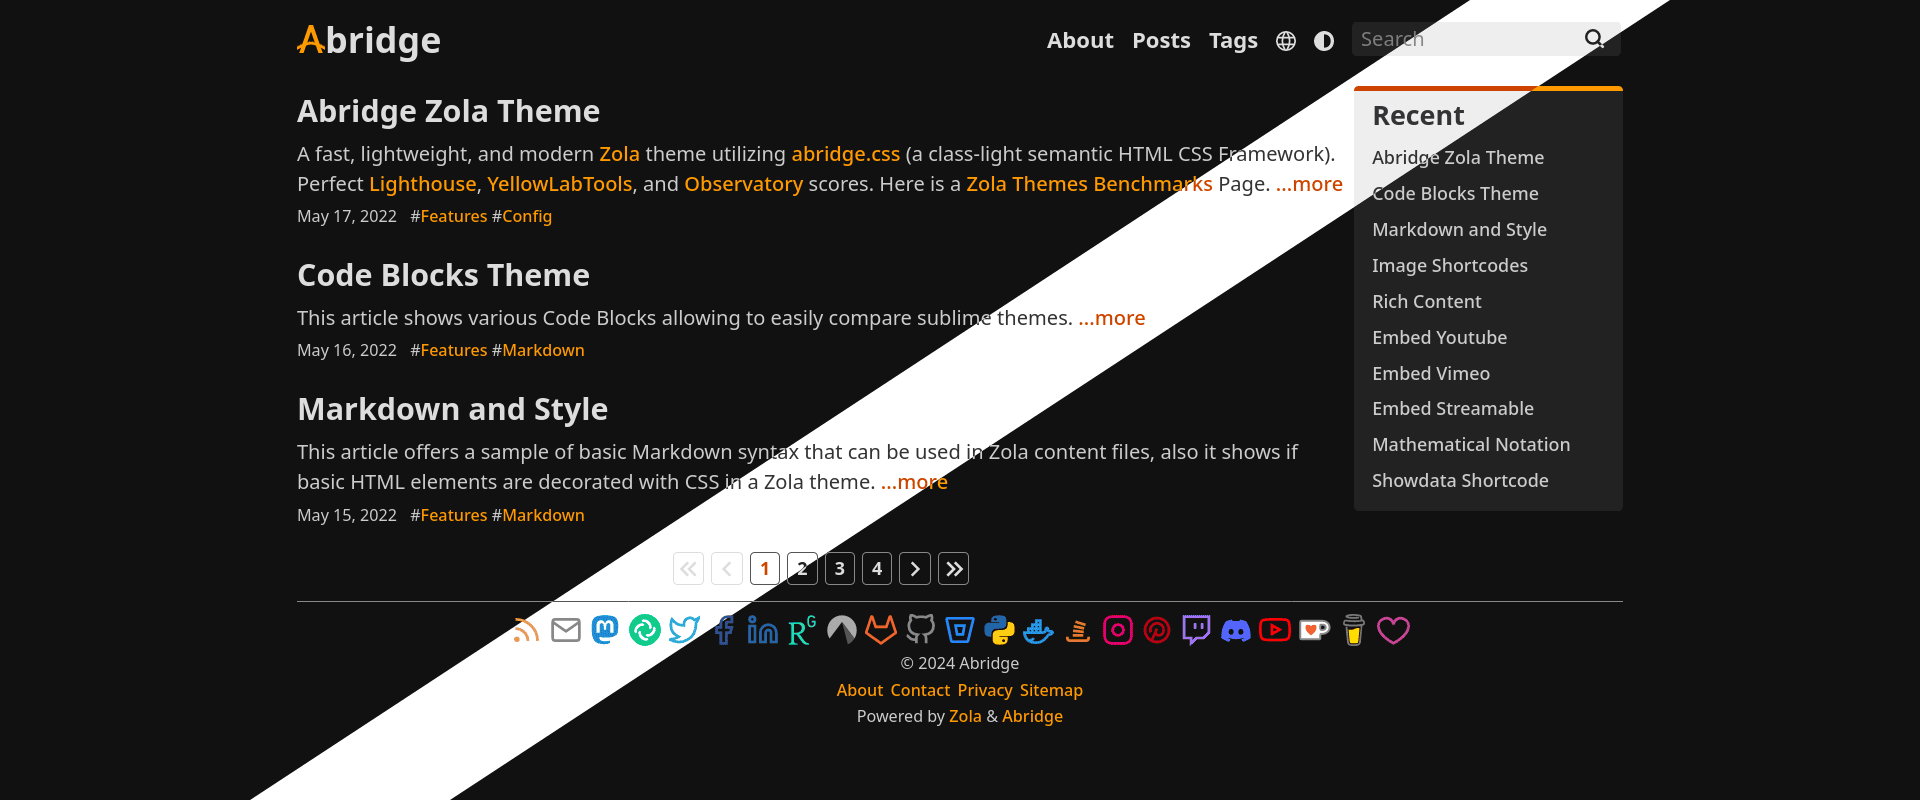 Abridge
About Posts Tags Search
Abridge Zola Theme
A fast, lightweight, and modern Zola theme utilizing abridge.css (a class-light semantic HTML CSS Framework).
Perfect Lighthouse, YellowLabTools, and Observatory scores. Here is a Zola Themes Benchmarks Page. ...more
May 17, 2022 #Features #Config
Code Blocks Theme
This article shows various Code Blocks allowing to easily compare sublime themes. ...more
May 16, 2022 #Features #Markdown
Markdown and Style
This article offers a sample of basic Markdown syntax that can be used in Zola content files, also it shows if
basic HTML elements are decorated with CSS in a Zola theme. ...more
May 15, 2022 #Features #Markdown
1 2 3 4
Recent
Abridge Zola Theme
Code Blocks Theme
Markdown and Style
Image Shortcodes
Rich Content
Embed Youtube
Embed Vimeo
Embed Streamable
Mathematical Notation
Showdata Shortcode
© 2024 Abridge
About Contact Privacy Sitemap
Powered by Zola & Abridge